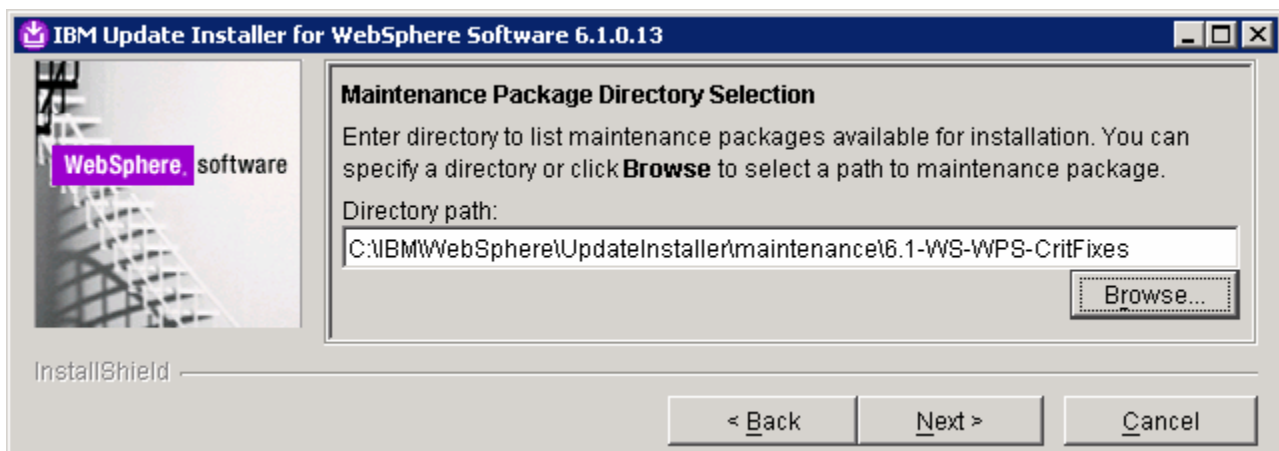 IBM Update Installer for WebSphere Software 6.1.0.13
WebSphere. software
Maintenance Package Directory Selection
Enter directory to list maintenance packages available for installation. You can
specify a directory or click Browse to select a path to maintenance package.
Directory path:
C:\IBM\WebSphere\UpdateInstaller\maintenance\6.1-WS-WPS-CritFixes
Browse...
InstallShield
< Back
Next >
Cancel